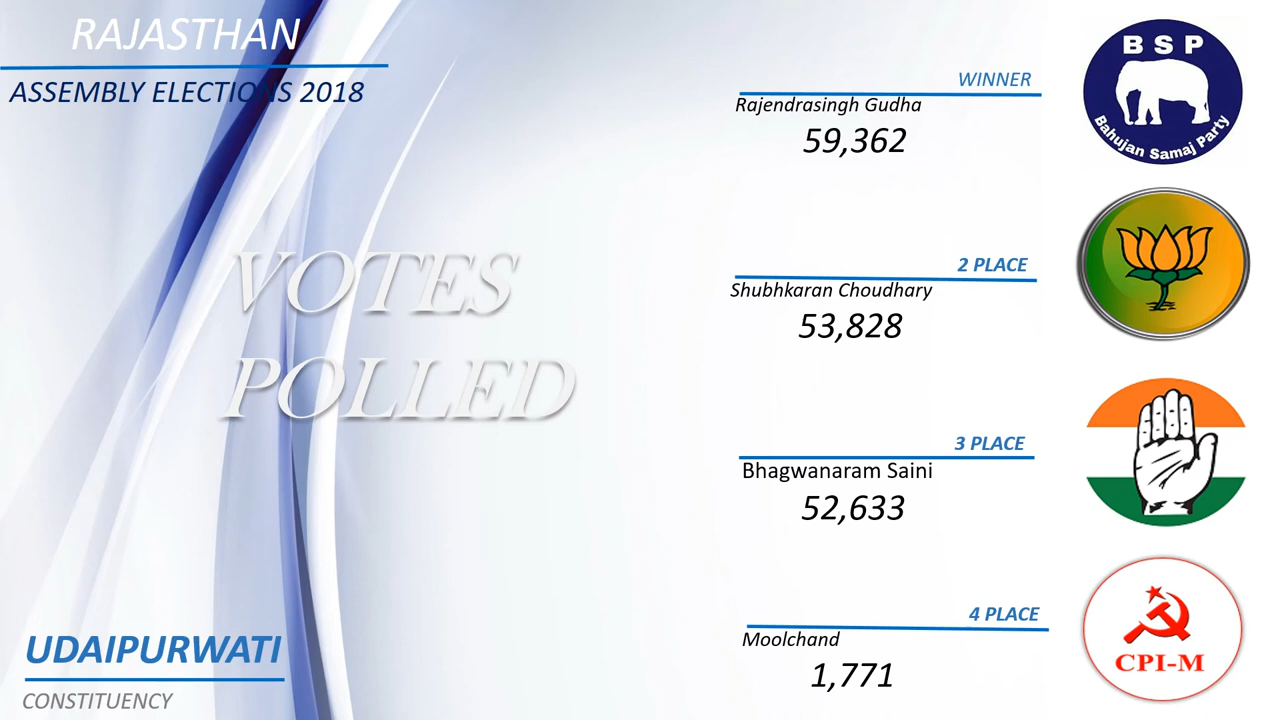 RAJASTHAN
ASSEMBLY ELECTIONS 2018
VOTES
POLLED
UDAIPURWATI
CONSTITUENCY
WINNER
Rajendrasingh Gudha
59,362
BSP
Bahujan Samaj Party
2 PLACE
Shubhkaran Choudhary
53,828
3 PLACE
Bhagwanaram Saini
52,633
4 PLACE
Moolchand
1,771
CPI-M